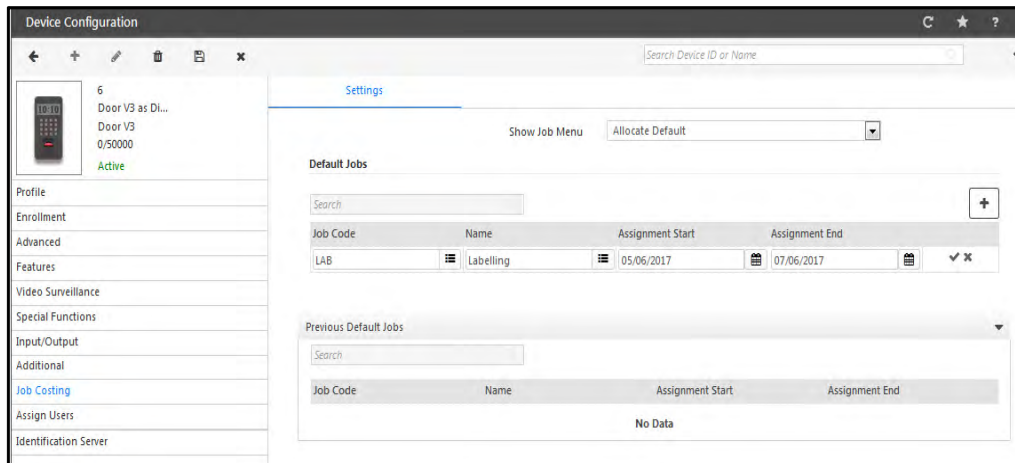 Device Configuration
?
Search Device ID or Name
10:10
6
Door V3 as Di...
Door V3
0/50000
Active
Profile
Enrollment
Advanced
Features
Video Surveillance
Special Functions
Input/Output
Additional
Job Costing
Assign Users
Identification Server
Settings
Show Job Menu Allocate Default
Default Jobs
Search
Job Code Name Assignment Start Assignment End
LAB Labelling 05/06/2017 07/06/2017
Previous Default Jobs
Search
Job Code Name Assignment Start Assignment End
No Data